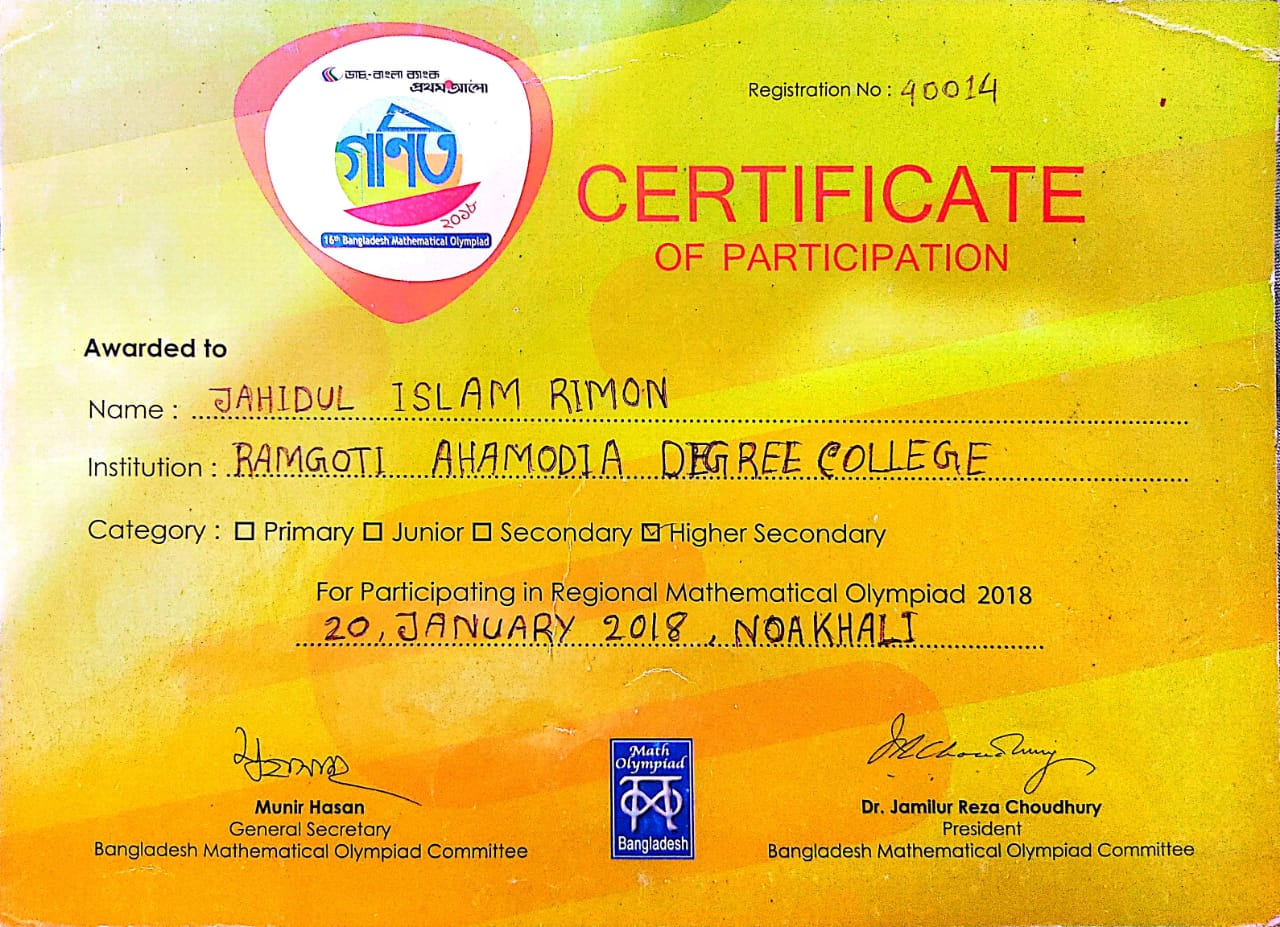 ডাচ্-বাংলা ব্যাংক
প্রথম আলো
গণিত
২০১৮
16th Bangladesh Mathematical Olympiad
Registration No : 40014
CERTIFICATE
OF PARTICIPATION
Awarded to
Name : JAHIDUL ISLAM RIMON
Institution : RAMGOTI AHAMODIA DEGREE COLLEGE
Category : ☐ Primary ☐ Junior ☐ Secondary ☑ Higher Secondary
For Participating in Regional Mathematical Olympiad 2018
20, JANUARY 2018, NOAKHALI
Munir Hasan
General Secretary
Bangladesh Mathematical Olympiad Committee
Math
Olympiad
Bangladesh
Dr. Jamilur Reza Choudhury
President
Bangladesh Mathematical Olympiad Committee